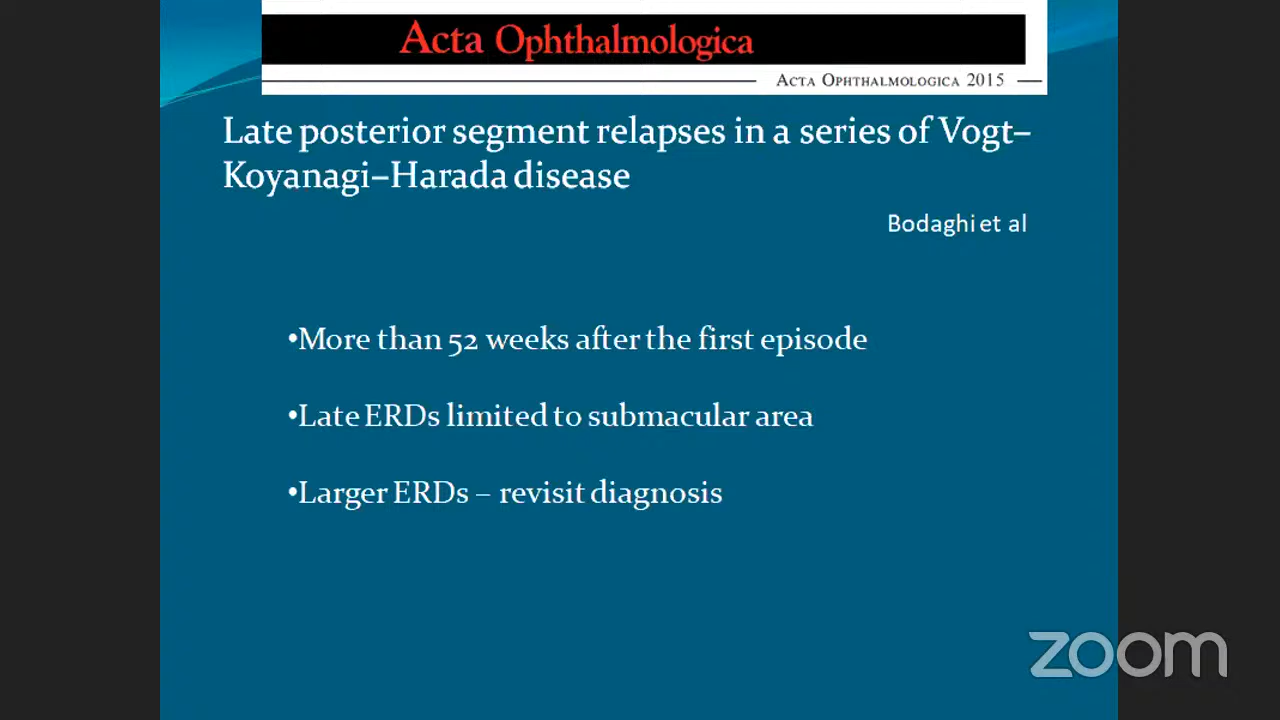 Acta Ophthalmologica
Acta Ophthalmologica 2015
Late posterior segment relapses in a series of Vogt–
Koyanagi–Harada disease
Bodaghi et al
•More than 52 weeks after the first episode
•Late ERDs limited to submacular area
•Larger ERDs – revisit diagnosis
zoom